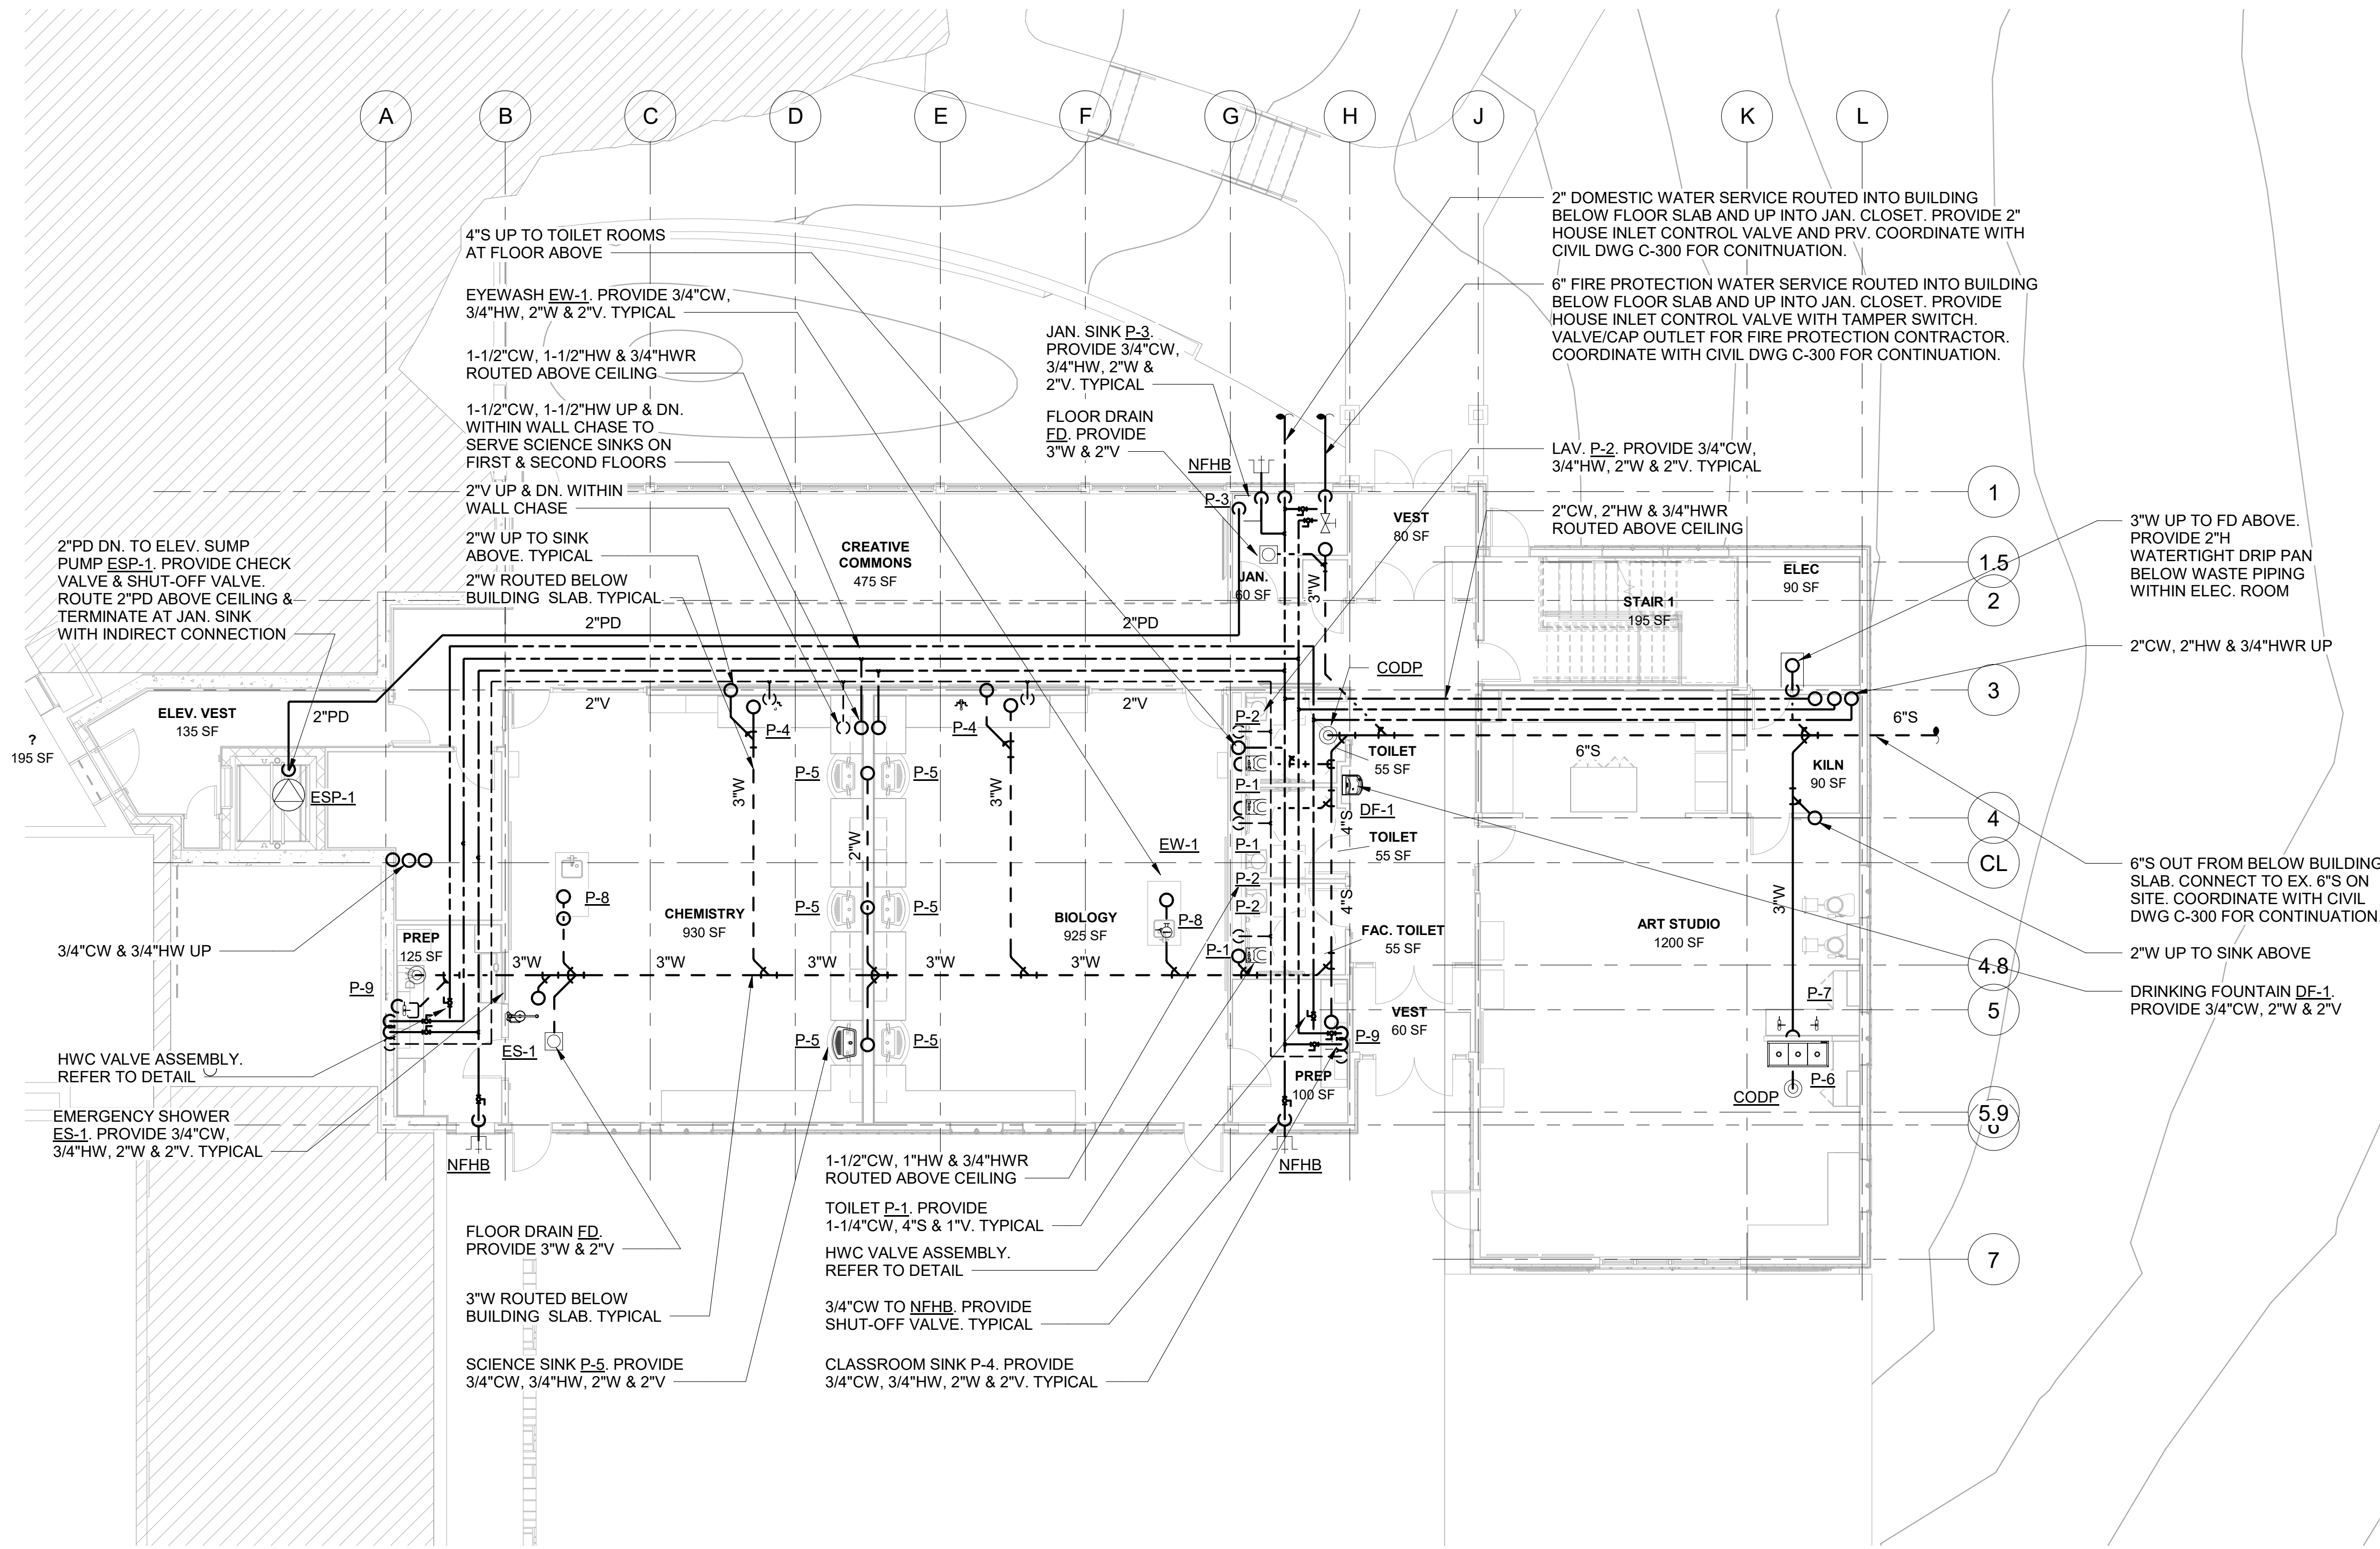 A
B
C
D
E
F
G
H
J
K
L
2" DOMESTIC WATER SERVICE ROUTED INTO BUILDING
BELOW FLOOR SLAB AND UP INTO JAN. CLOSET. PROVIDE 2"
HOUSE INLET CONTROL VALVE AND PRV. COORDINATE WITH
CIVIL DWG C-300 FOR CONITNUATION.
6" FIRE PROTECTION WATER SERVICE ROUTED INTO BUILDING
BELOW FLOOR SLAB AND UP INTO JAN. CLOSET. PROVIDE
HOUSE INLET CONTROL VALVE WITH TAMPER SWITCH.
VALVE/CAP OUTLET FOR FIRE PROTECTION CONTRACTOR.
COORDINATE WITH CIVIL DWG C-300 FOR CONTINUATION.
4"S UP TO TOILET ROOMS
AT FLOOR ABOVE
EYEWASH EW-1. PROVIDE 3/4"CW,
3/4"HW, 2"W & 2"V. TYPICAL
1-1/2"CW, 1-1/2"HW & 3/4"HWR
ROUTED ABOVE CEILING
1-1/2"CW, 1-1/2"HW UP & DN.
WITHIN WALL CHASE TO
SERVE SCIENCE SINKS ON
FIRST & SECOND FLOORS
2"V UP & DN. WITHIN
WALL CHASE
2"W UP TO SINK
ABOVE. TYPICAL
2"W ROUTED BELOW
BUILDING SLAB. TYPICAL
JAN. SINK P-3.
PROVIDE 3/4"CW,
3/4"HW, 2"W &
2"V. TYPICAL
FLOOR DRAIN
FD. PROVIDE
3"W & 2"V
NFHB
P-3
LAV. P-2. PROVIDE 3/4"CW,
3/4"HW, 2"W & 2"V. TYPICAL
2"CW, 2"HW & 3/4"HWR
ROUTED ABOVE CEILING
1
1.5
2
3
4
CL
4.8
5
5.9
6
7
3"W UP TO FD ABOVE.
PROVIDE 2"H
WATERTIGHT DRIP PAN
BELOW WASTE PIPING
WITHIN ELEC. ROOM
2"CW, 2"HW & 3/4"HWR UP
6"S OUT FROM BELOW BUILDING
SLAB. CONNECT TO EX. 6"S ON
SITE. COORDINATE WITH CIVIL
DWG C-300 FOR CONTINUATION.
2"W UP TO SINK ABOVE
DRINKING FOUNTAIN DF-1.
PROVIDE 3/4"CW, 2"W & 2"V
2"PD DN. TO ELEV. SUMP
PUMP ESP-1. PROVIDE CHECK
VALVE & SHUT-OFF VALVE.
ROUTE 2"PD ABOVE CEILING &
TERMINATE AT JAN. SINK
WITH INDIRECT CONNECTION
CREATIVE
COMMONS
475 SF
VEST
80 SF
JAN.
60 SF
3"W
STAIR 1
195 SF
ELEC
90 SF
2"PD
2"PD
2"PD
CODP
ELEV. VEST
135 SF
?
195 SF
2"V
2"V
P-4
P-4
P-2
6"S
6"S
TOILET
55 SF
KILN
90 SF
ESP-1
3"W
3"W
P-5
P-5
P-1
DF-1
4"S
TOILET
55 SF
2"W
EW-1
P-1
P-2
P-2
4"S
3/4"CW & 3/4"HW UP
P-8
P-5
P-5
P-8
CHEMISTRY
930 SF
BIOLOGY
925 SF
FAC. TOILET
55 SF
ART STUDIO
1200 SF
3"W
PREP
125 SF
3"W
3"W
3"W
3"W
3"W
P-1
P-9
P-7
VEST
60 SF
ES-1
P-5
P-5
P-9
PREP
100 SF
P-6
CODP
HWC VALVE ASSEMBLY.
REFER TO DETAIL
EMERGENCY SHOWER
ES-1. PROVIDE 3/4"CW,
3/4"HW, 2"W & 2"V. TYPICAL
NFHB
NFHB
1-1/2"CW, 1"HW & 3/4"HWR
ROUTED ABOVE CEILING
TOILET P-1. PROVIDE
1-1/4"CW, 4"S & 1"V. TYPICAL
HWC VALVE ASSEMBLY.
REFER TO DETAIL
3/4"CW TO NFHB. PROVIDE
SHUT-OFF VALVE. TYPICAL
CLASSROOM SINK P-4. PROVIDE
3/4"CW, 3/4"HW, 2"W & 2"V. TYPICAL
FLOOR DRAIN FD.
PROVIDE 3"W & 2"V
3"W ROUTED BELOW
BUILDING SLAB. TYPICAL
SCIENCE SINK P-5. PROVIDE
3/4"CW, 3/4"HW, 2"W & 2"V